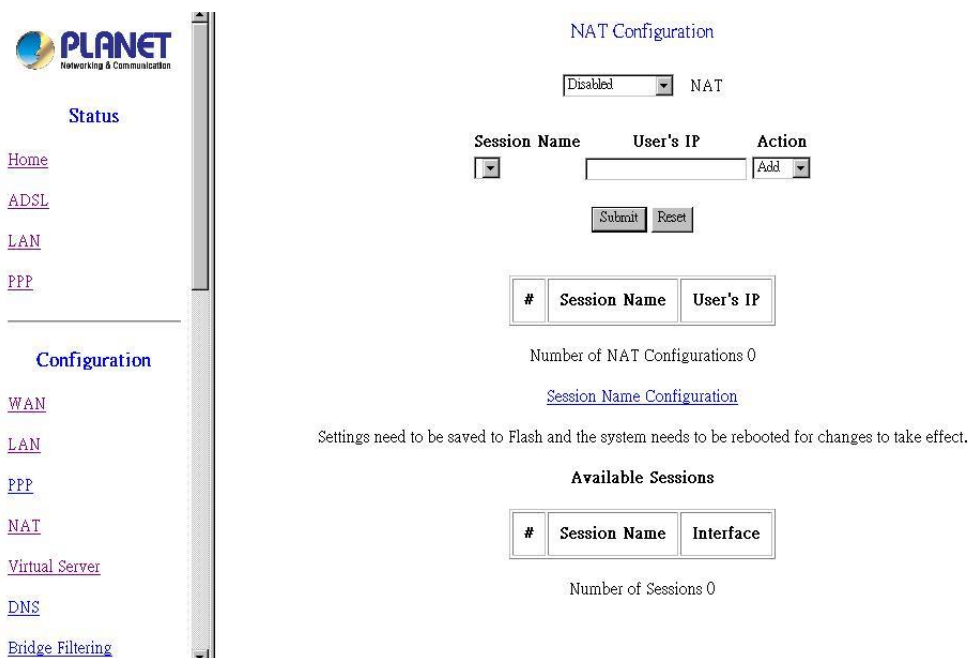 PLANET
Networking & Communication
Status
Home
ADSL
LAN
PPP
Configuration
WAN
LAN
PPP
NAT
Virtual Server
DNS
Bridge Filtering
NAT Configuration
Disabled NAT
Session Name User's IP Action
Add
Submit Reset
# Session Name User's IP
Number of NAT Configurations 0
Session Name Configuration
Settings need to be saved to Flash and the system needs to be rebooted for changes to take effect.
Available Sessions
# Session Name Interface
Number of Sessions 0